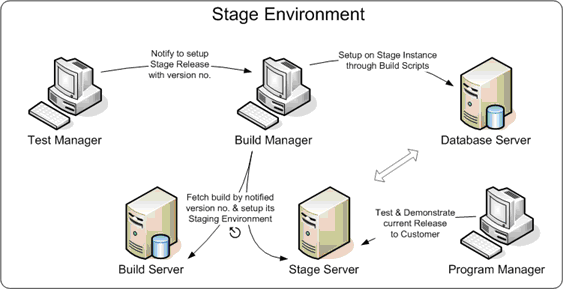 Stage Environment
Notify to setup
Stage Release
with version no.
Setup on Stage Instance
through Build Scripts
Test Manager
Build Manager
Database Server
Fetch build by notified
version no. & setup its
Staging Environment
Test & Demonstrate
current Release
to Customer
Build Server
Stage Server
Program Manager